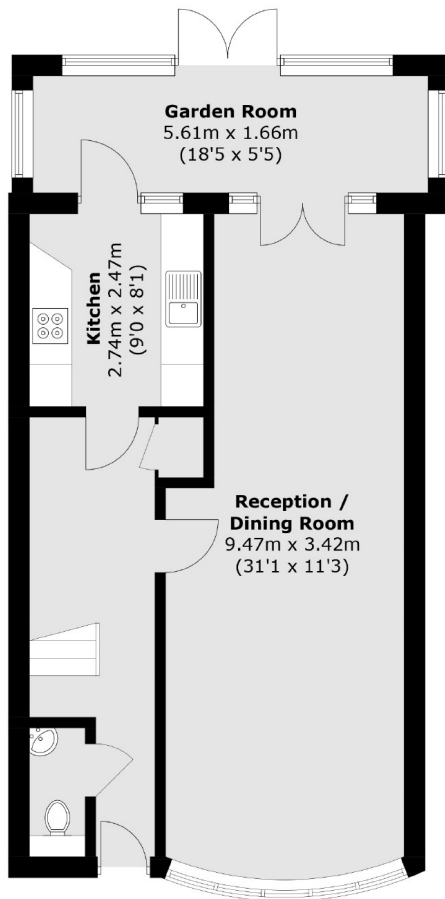 Garden Room
5.61m x 1.66m
(18'5 x 5'5)
Kitchen
2.74m x 2.47m
(9'0 x 8'1)
Reception /
Dining Room
9.47m x 3.42m
(31'1 x 11'3)